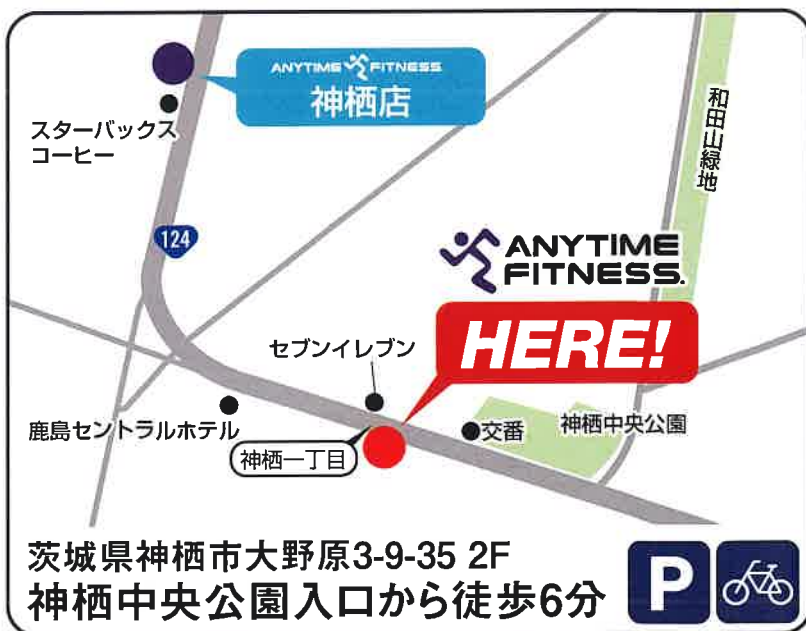 ANYTIME FITNESS
神栖店
スターバックス
コーヒー
和田山緑地
124
ANYTIME
FITNESS.
HERE!
セブンイレブン
鹿島セントラルホテル
神栖一丁目
交番
神栖中央公園
茨城県神栖市大野原3-9-35 2F
神栖中央公園入口から徒歩6分
P